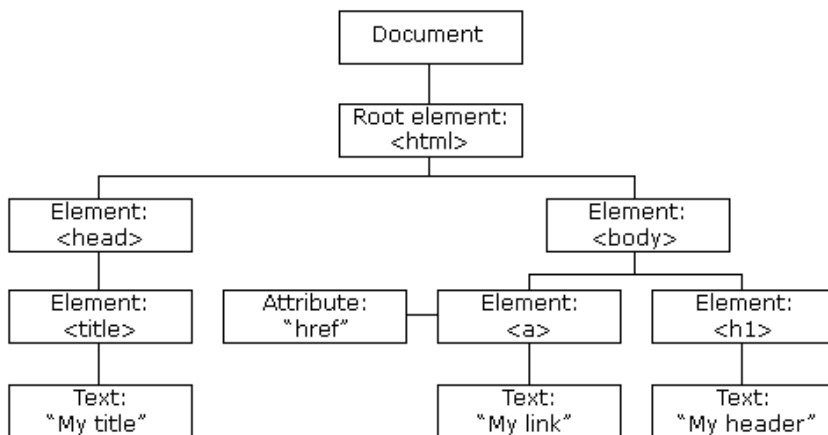 Document
Root element:
<html>
Element:
<head>
Element:
<body>
Element:
<title>
Attribute:
“href”
Element:
<a>
Element:
<h1>
Text:
“My title”
Text:
“My link”
Text:
“My header”